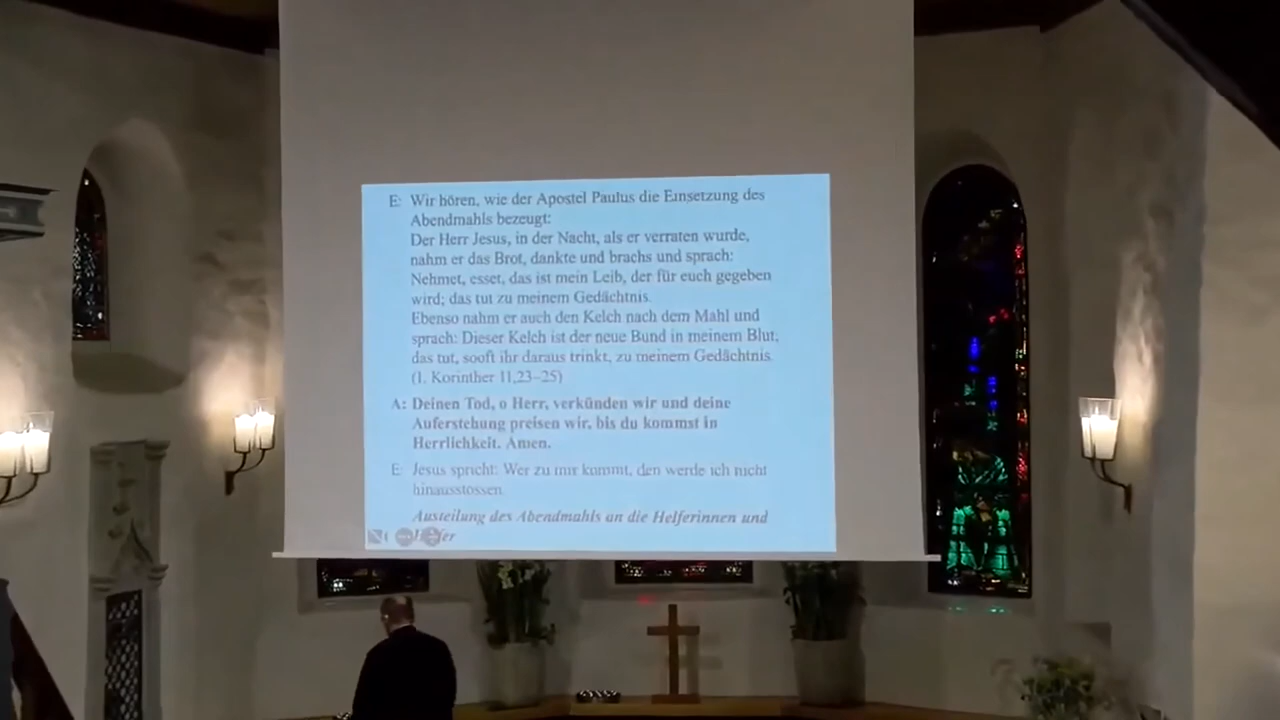 E: Wir hören, wie der Apostel Paulus die Einsetzung des
Abendmahls bezeugt:
Der Herr Jesus, in der Nacht, als er verraten wurde,
nahm er das Brot, dankte und brachs und sprach:
Nehmet, esset, das ist mein Leib, der für euch gegeben
wird; das tut zu meinem Gedächtnis.
Ebenso nahm er auch den Kelch nach dem Mahl und
sprach: Dieser Kelch ist der neue Bund in meinem Blut,
das tut, sooft ihr daraus trinkt, zu meinem Gedächtnis.
(1. Korinther 11,23–25)
A: Deinen Tod, o Herr, verkünden wir und deine
Auferstehung preisen wir, bis du kommst in
Herrlichkeit. Amen.
E: Jesus spricht: Wer zu mir kommt, den werde ich nicht
hinausstossen.
Austeilung des Abendmahls an die Helferinnen und